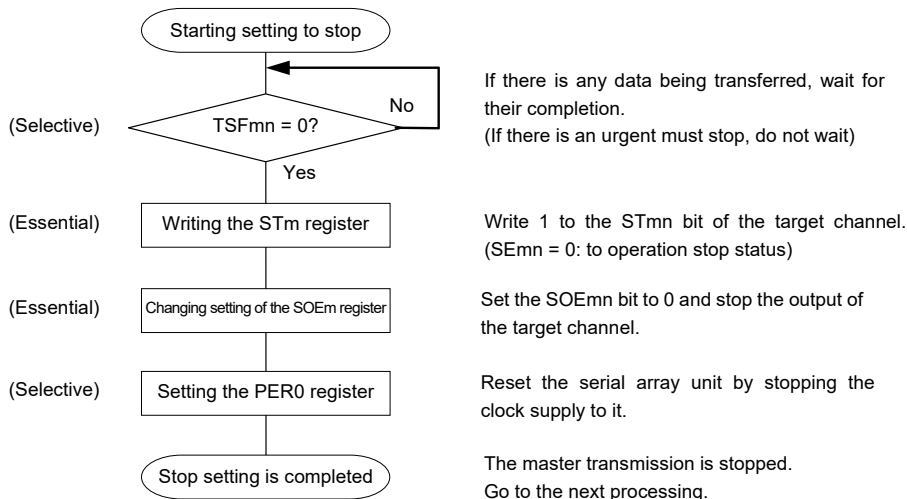 Starting setting to stop
No
If there is any data being transferred, wait for
their completion.
(If there is an urgent must stop, do not wait)
(Selective)
TSFmn = 0?
Yes
(Essential)
Writing the STm register
Write 1 to the STmn bit of the target channel.
(SEmn = 0: to operation stop status)
(Essential)
Changing setting of the SOEm register
Set the SOEmn bit to 0 and stop the output of
the target channel.
(Selective)
Setting the PER0 register
Reset the serial array unit by stopping the
clock supply to it.
Stop setting is completed
The master transmission is stopped.
Go to the next processing.